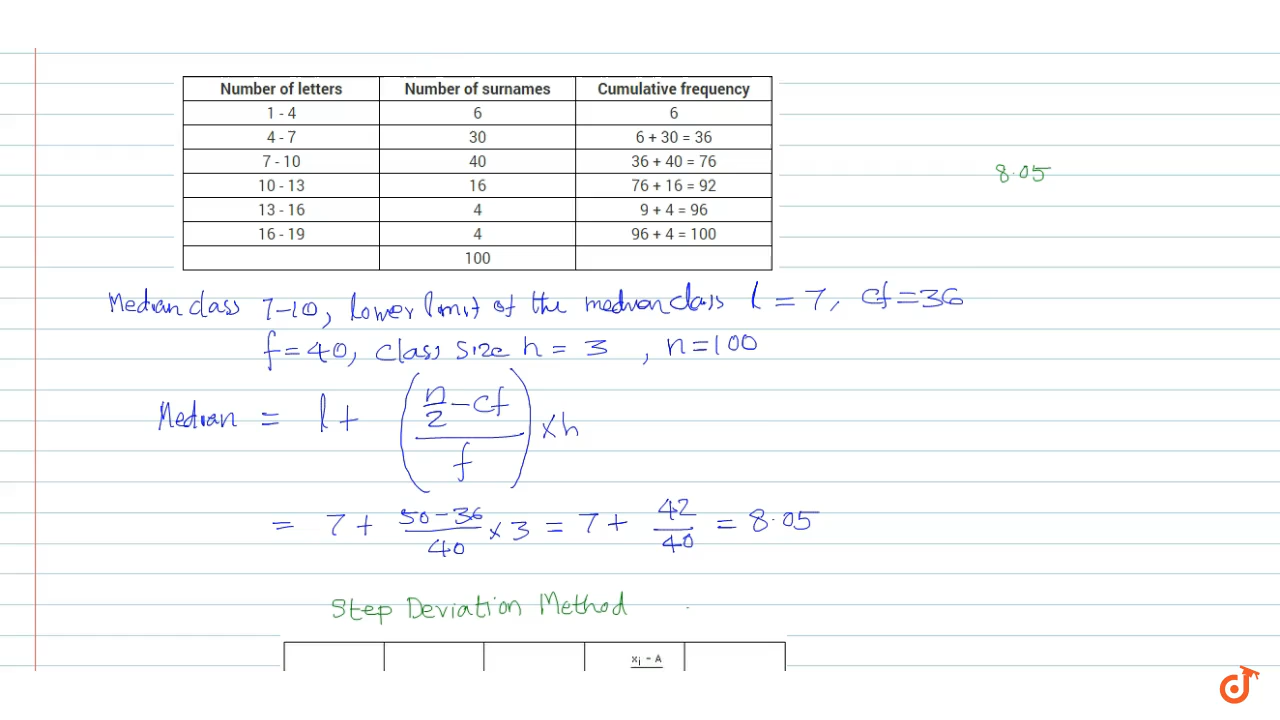 Number of letters Number of surnames Cumulative frequency
1 - 4 6 6
4 - 7 30 6 + 30 = 36
7 - 10 40 36 + 40 = 76
10 - 13 16 76 + 16 = 92
13 - 16 4 9 + 4 = 96
16 - 19 4 96 + 4 = 100
100
8.05
Median class 7-10, lower limit of the median class l = 7, cf = 36
f = 40, class size h = 3 , n = 100
Median = l + ( (n/2 - cf) / f ) × h
= 7 + (50 - 36)/40 × 3 = 7 + 42/40 = 8.05
Step Deviation Method
xi - A